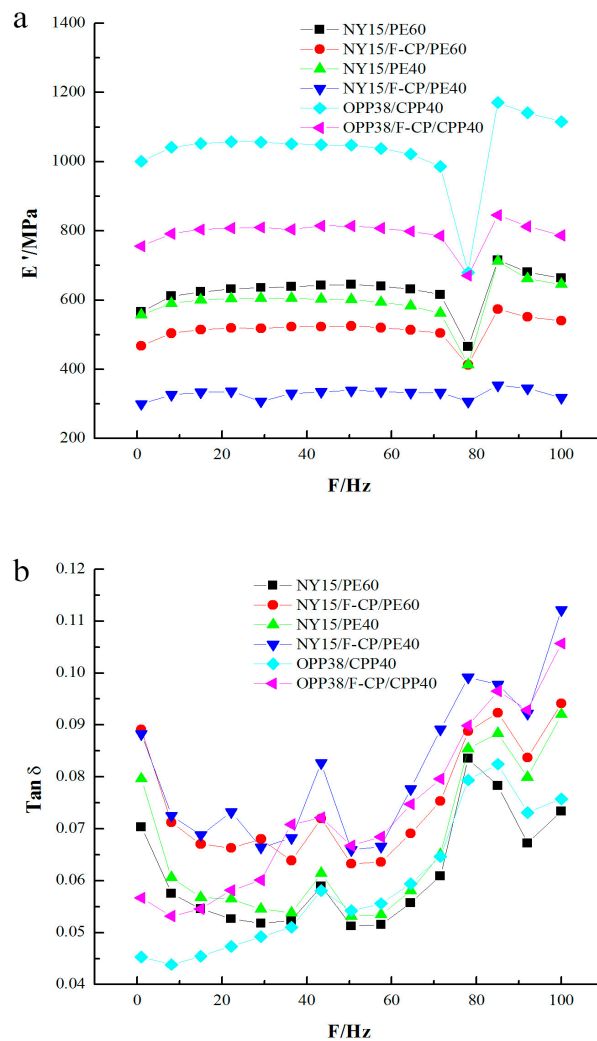 a
1400
1200
1000
800
600
400
200
E '/MPa
NY15/PE60
NY15/F-CP/PE60
NY15/PE40
NY15/F-CP/PE40
OPP38/CPP40
OPP38/F-CP/CPP40
0 20 40 60 80 100
F/Hz
b
0.12
0.11
0.10
0.09
0.08
0.07
0.06
0.05
0.04
Tan δ
NY15/PE60
NY15/F-CP/PE60
NY15/PE40
NY15/F-CP/PE40
OPP38/CPP40
OPP38/F-CP/CPP40
0 20 40 60 80 100
F/Hz